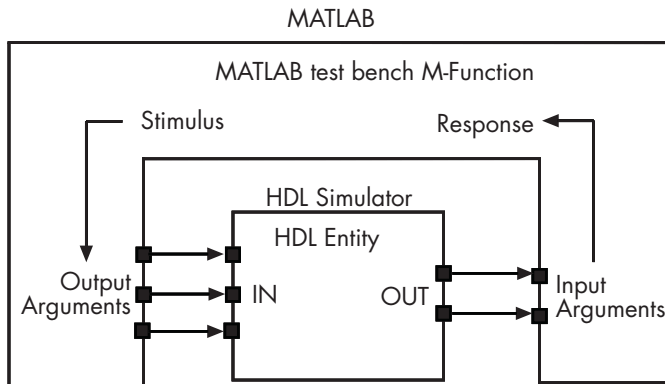 MATLAB
MATLAB test bench M-Function
Stimulus
Response
HDL Simulator
HDL Entity
Output
Arguments
IN
OUT
Input
Arguments